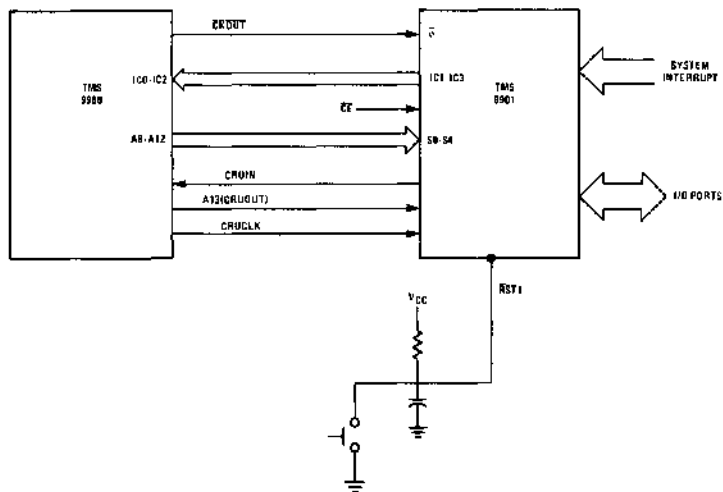 CKOUT
φ
IC0-IC2
IC1-IC3
TMS
TMS
9901
SYSTEM
INTERRUPT
CE
A8-A12
S0-S4
CRUIN
A13(CRUOUT)
I/O PORTS
CRUCLK
RST1
VCC